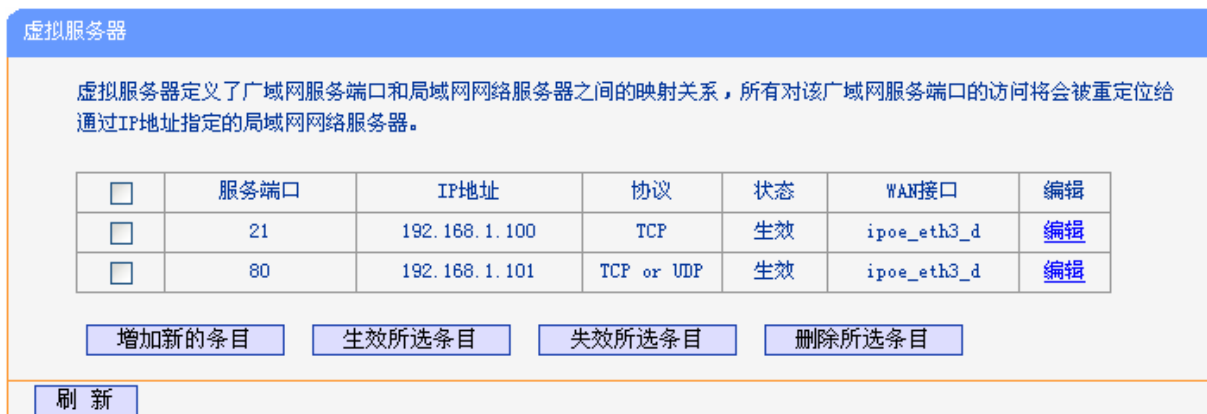 虚拟服务器
虚拟服务器定义了广域网服务端口和局域网网络服务器之间的映射关系，所有对该广域网服务端口的访问将会被重定位给
通过IP地址指定的局域网网络服务器。
服务端口 IP地址 协议 状态 WAN接口 编辑
21 192.168.1.100 TCP 生效 ipoe_eth3_d 编辑
80 192.168.1.101 TCP or UDP 生效 ipoe_eth3_d 编辑
增加新的条目 生效所选条目 失效所选条目 删除所选条目
刷 新